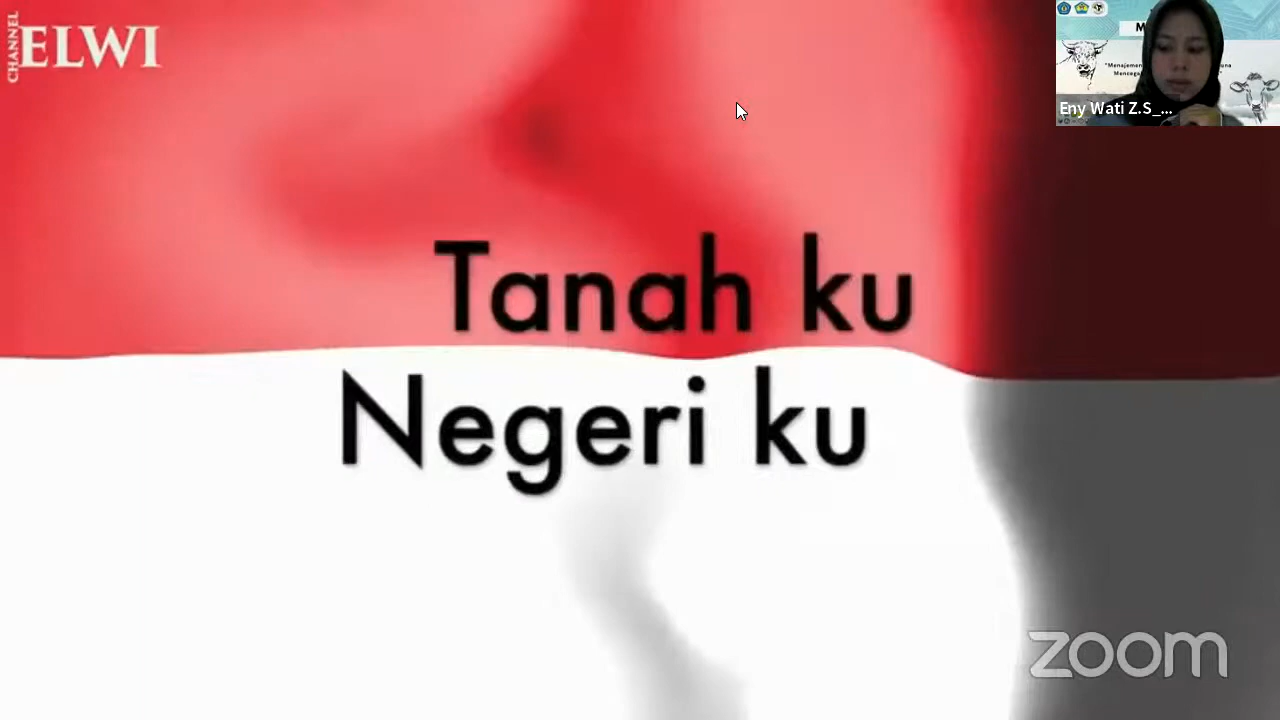 CHANNEL
ELWI
Tanah ku
Negeri ku
Eny Wati Z.S_...
zoom